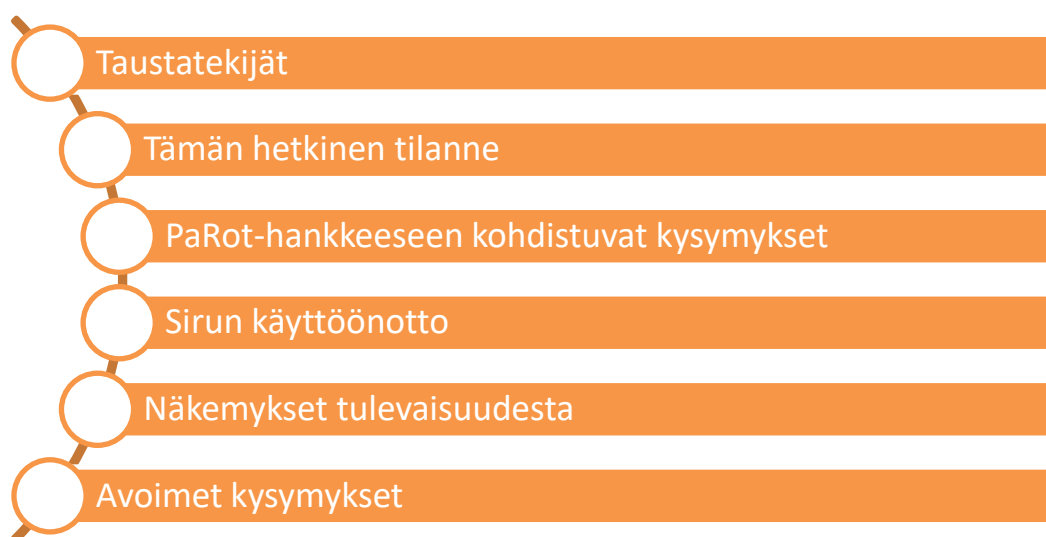 Taustatekijät
Tämän hetkinen tilanne
PaRot-hankkeeseen kohdistuvat kysymykset
Sirun käyttöönotto
Näkemykset tulevaisuudesta
Avoimet kysymykset